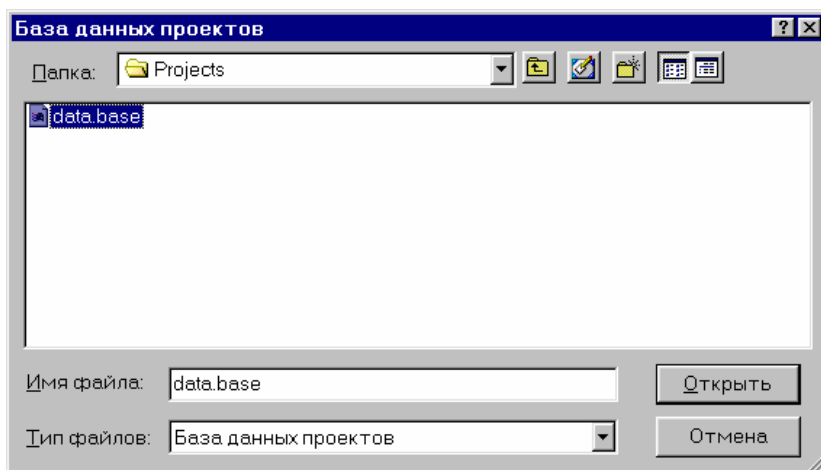 База данных проектов
Папка: Projects
data.base
Имя файла: data.base Открыть
Тип файлов: База данных проектов Отмена